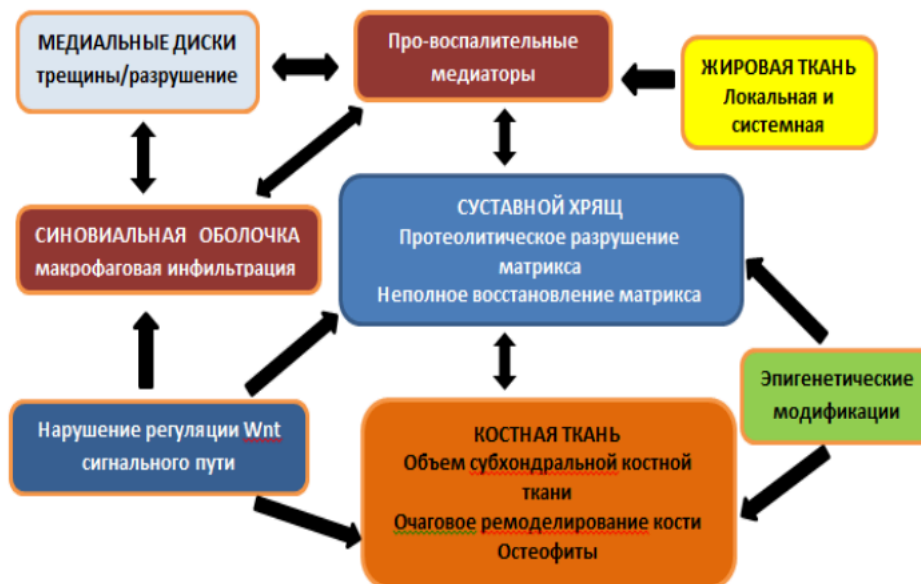 МЕДИАЛЬНЫЕ ДИСКИ
трещины/разрушение
Про-воспалительные
медиаторы
ЖИРОВАЯ ТКАНЬ
Локальная и
системная
СИНОВИАЛЬНАЯ ОБОЛОЧКА
макрофаговая инфильтрация
СУСТАВНОЙ ХРЯЩ
Протеолитическое разрушение
матрикса
Неполное восстановление матрикса
Эпигенетические
модификации
Нарушение регуляции Wnt
сигнального пути
КОСТНАЯ ТКАНЬ
Объем субхондральной костной
ткани
Очаговое ремоделирование кости
Остеофиты